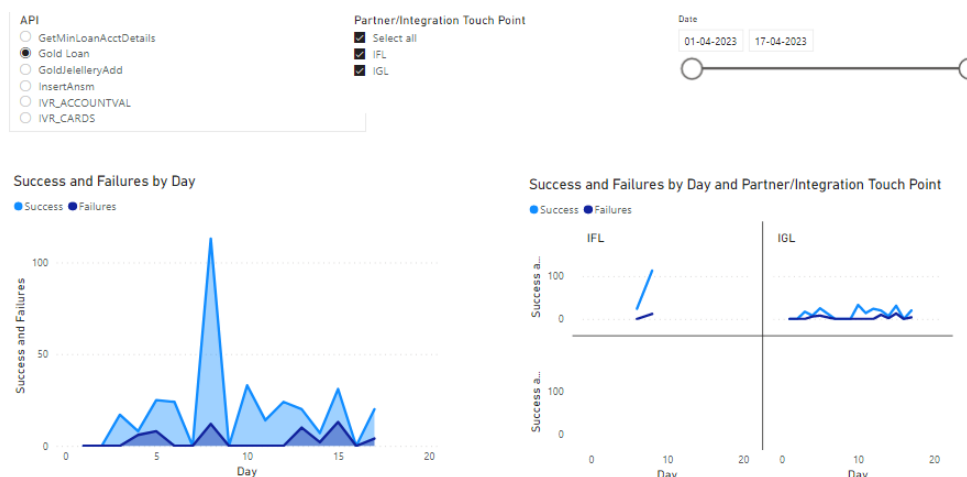 API
GetMinLoanAcctDetails
Gold Loan
GoldJelelleryAdd
InsertAnsm
IVR_ACCOUNTVAL
IVR_CARDS
Partner/Integration Touch Point
Select all
IFL
IGL
Date
01-04-2023 17-04-2023
Success and Failures by Day
Success Failures
Success and Failures
100
50
0
0 5 10 15 20
Day
Success and Failures by Day and Partner/Integration Touch Point
Success Failures
IFL IGL
Success a...
100
0
Success a...
100
0
0 10 20 0 10 20
Day Day